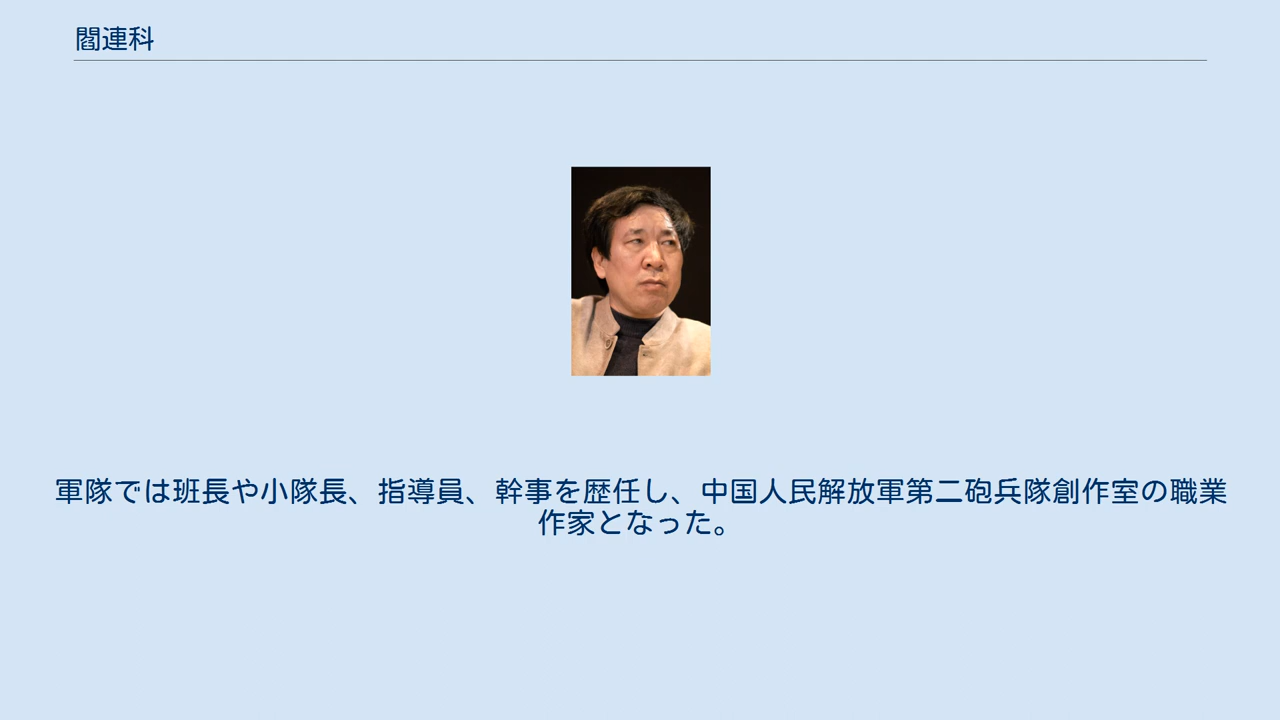 閻連科
軍隊では班長や小隊長、指導員、幹事を歴任し、中国人民解放軍第二砲兵隊創作室の職業
作家となった。